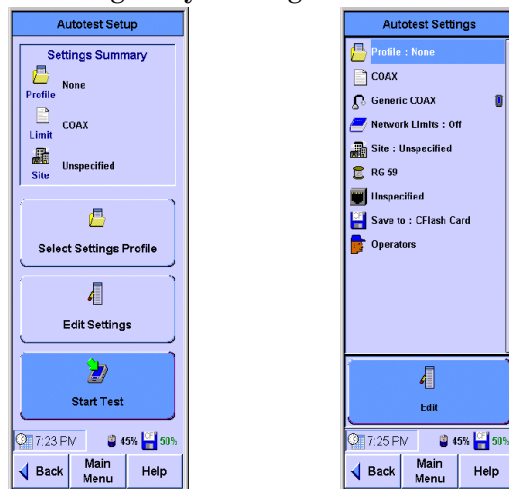 Autotest Setup
Settings Summary
Profile
None
Limit
COAX
Site
Unspecified
Select Settings Profile
Edit Settings
Start Test
7:23 PM
45%
CF
50%
Back
Main Menu
Help
Autotest Settings
Profile : None
COAX
Generic COAX
Network Limits : Off
Site : Unspecified
RG 59
Unspecified
Save to : CFlash Card
Operators
Edit
7:25 PM
45%
CF
50%
Back
Main Menu
Help